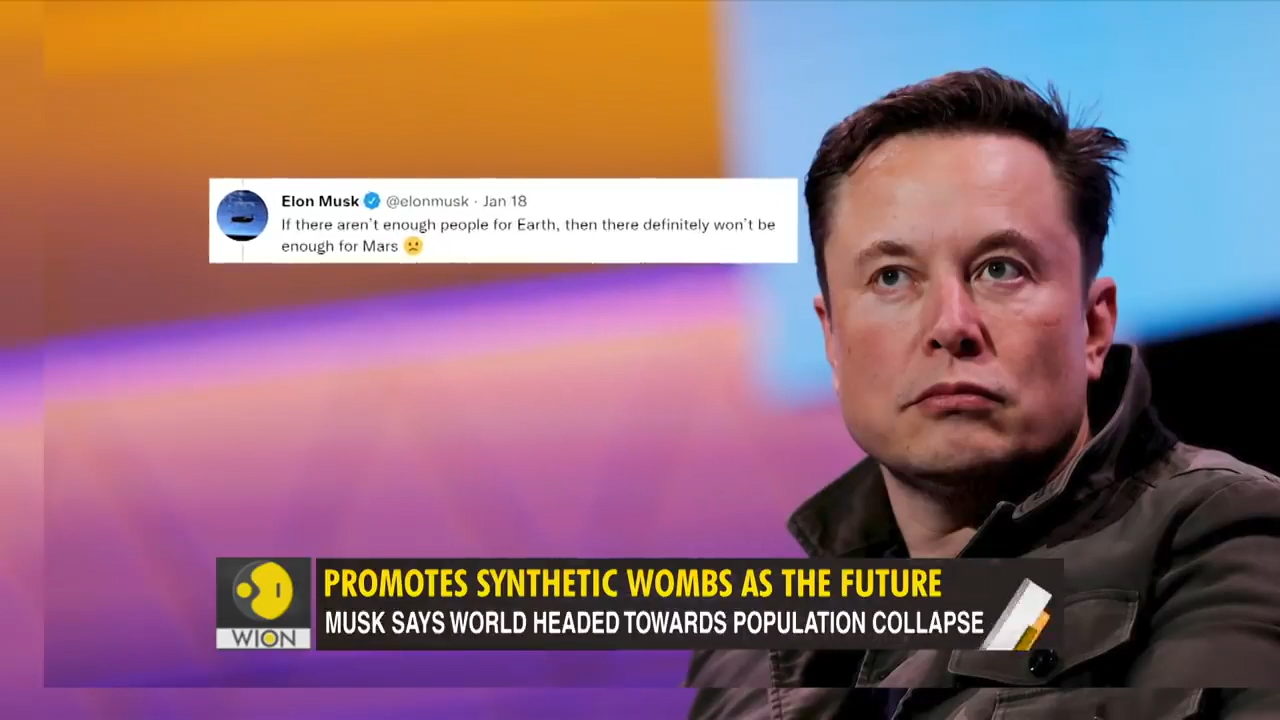 Elon Musk @elonmusk · Jan 18
If there aren't enough people for Earth, then there definitely won't be
enough for Mars
PROMOTES SYNTHETIC WOMBS AS THE FUTURE
MUSK SAYS WORLD HEADED TOWARDS POPULATION COLLAPSE
WION